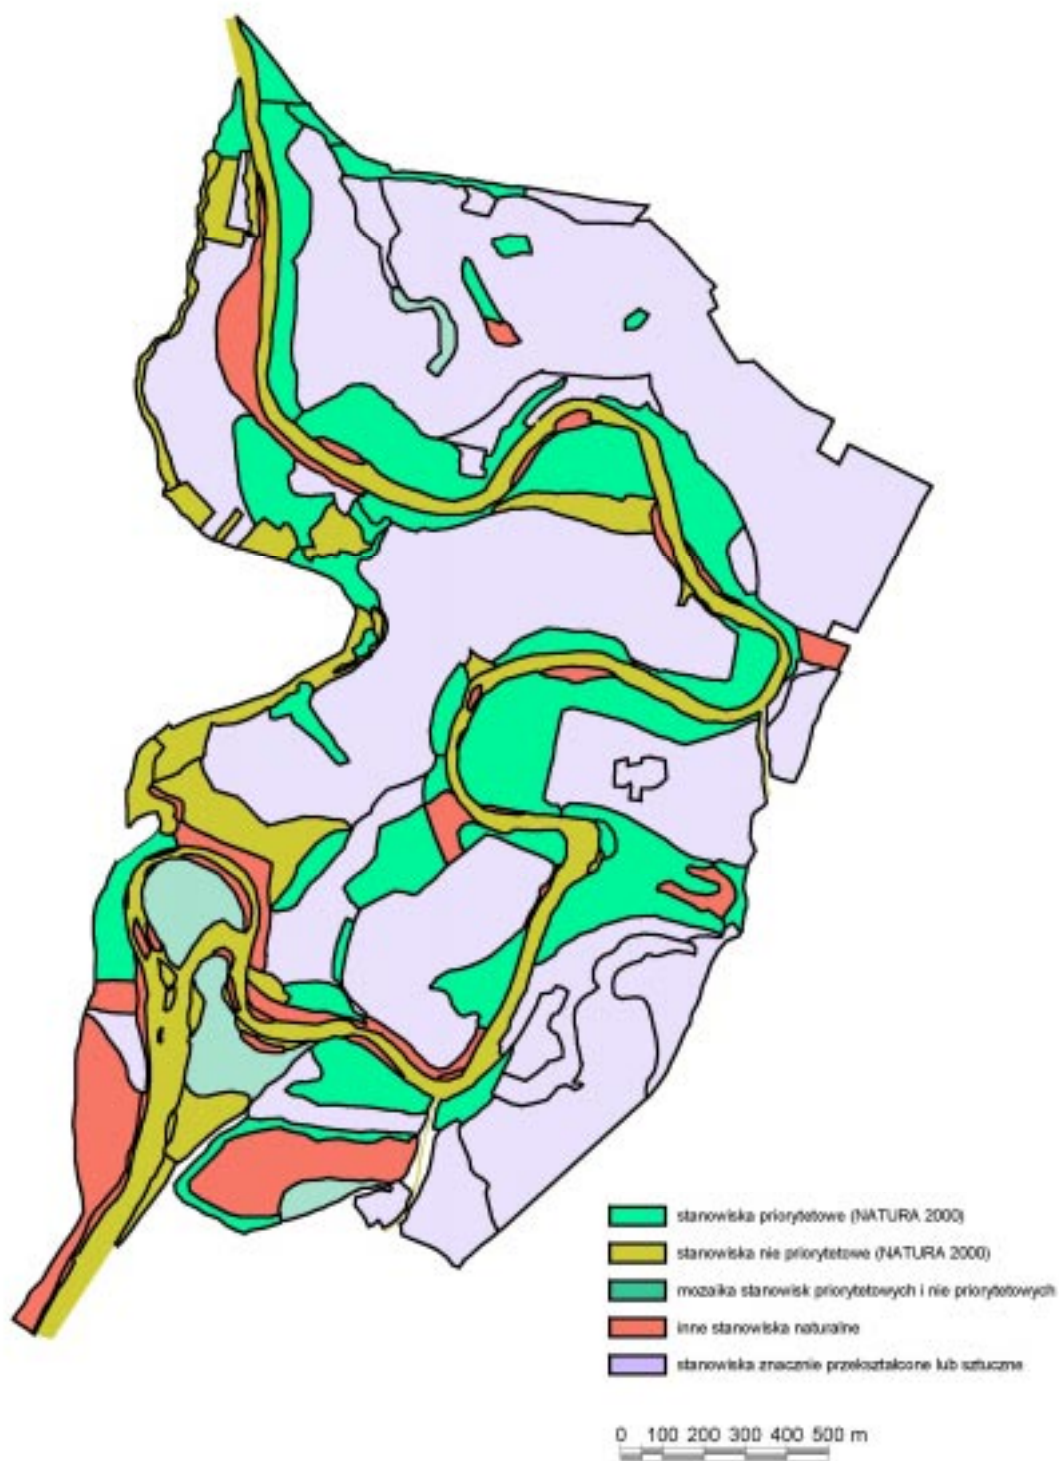 stanowiska priorytetowe (NATURA 2000)
stanowiska nie priorytetowe (NATURA 2000)
mozaika stanowisk priorytetowych i nie priorytetowych
inne stanowiska naturalne
stanowiska znacznie przekształcone lub sztuczne
0 100 200 300 400 500 m